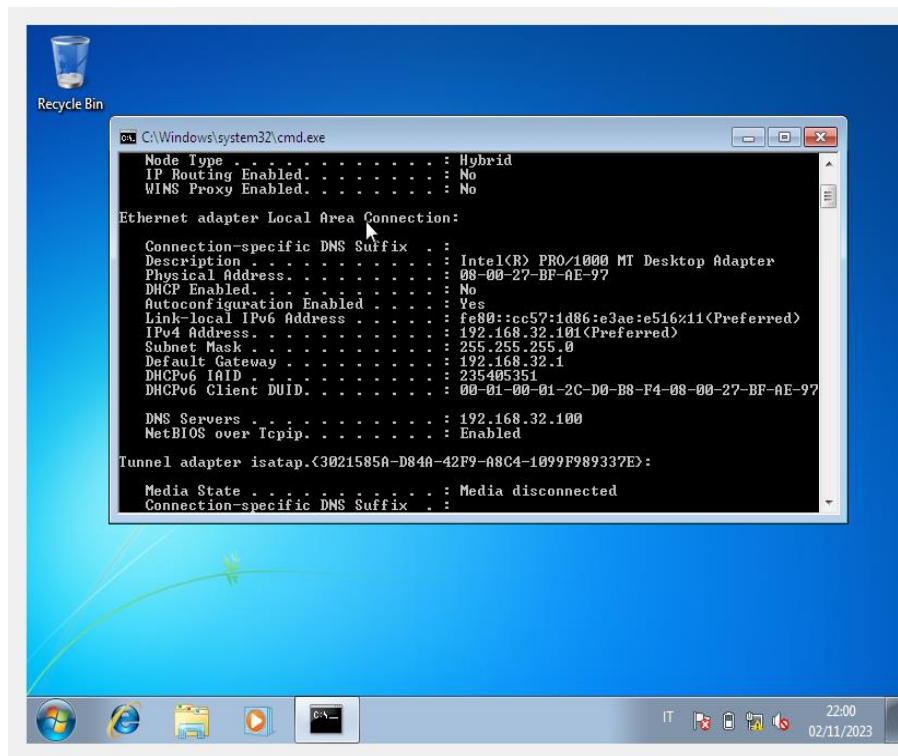 Recycle Bin
C:\Windows\system32\cmd.exe
Node Type . . . . . . . . . . . . : Hybrid
IP Routing Enabled. . . . . . . . : No
WINS Proxy Enabled. . . . . . . . : No
Ethernet adapter Local Area Connection:
Connection-specific DNS Suffix  . :
Description . . . . . . . . . . . : Intel(R) PRO/1000 MT Desktop Adapter
Physical Address. . . . . . . . . : 08-00-27-BF-AE-97
DHCP Enabled. . . . . . . . . . . : No
Autoconfiguration Enabled . . . . : Yes
Link-local IPv6 Address . . . . . : fe80::cc57:1d86:e3ae:e516%11(Preferred)
IPv4 Address. . . . . . . . . . . : 192.168.32.101(Preferred)
Subnet Mask . . . . . . . . . . . : 255.255.255.0
Default Gateway . . . . . . . . . : 192.168.32.1
DHCPv6 IAID . . . . . . . . . . . : 235405351
DHCPv6 Client DUID. . . . . . . . : 00-01-00-01-2C-D0-B8-F4-08-00-27-BF-AE-97
DNS Servers . . . . . . . . . . . : 192.168.32.100
NetBIOS over Tcpip. . . . . . . . : Enabled
Tunnel adapter isatap.{3021585A-D84A-42F9-A8C4-1099F989337E}:
Media State . . . . . . . . . . . : Media disconnected
Connection-specific DNS Suffix  . :
C:\_
IT
22:00
02/11/2023